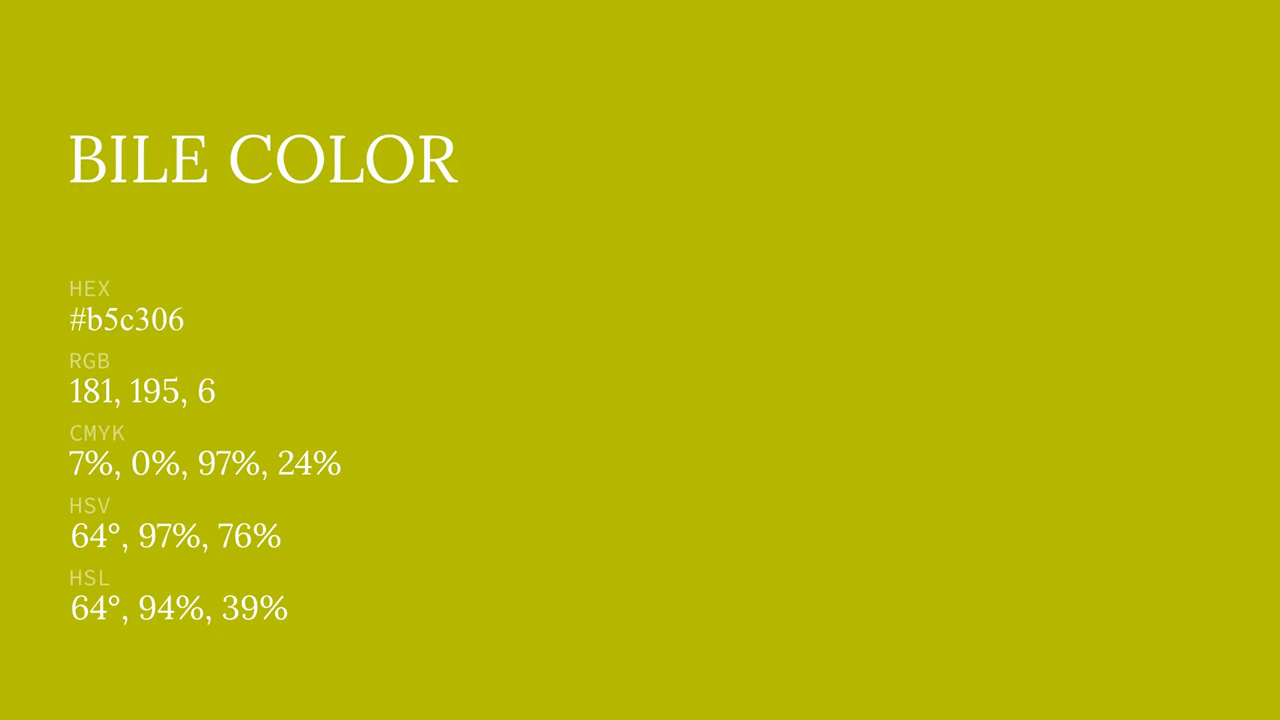 BILE COLOR
HEX
#b5c306
RGB
181, 195, 6
CMYK
7%, 0%, 97%, 24%
HSV
64°, 97%, 76%
HSL
64°, 94%, 39%